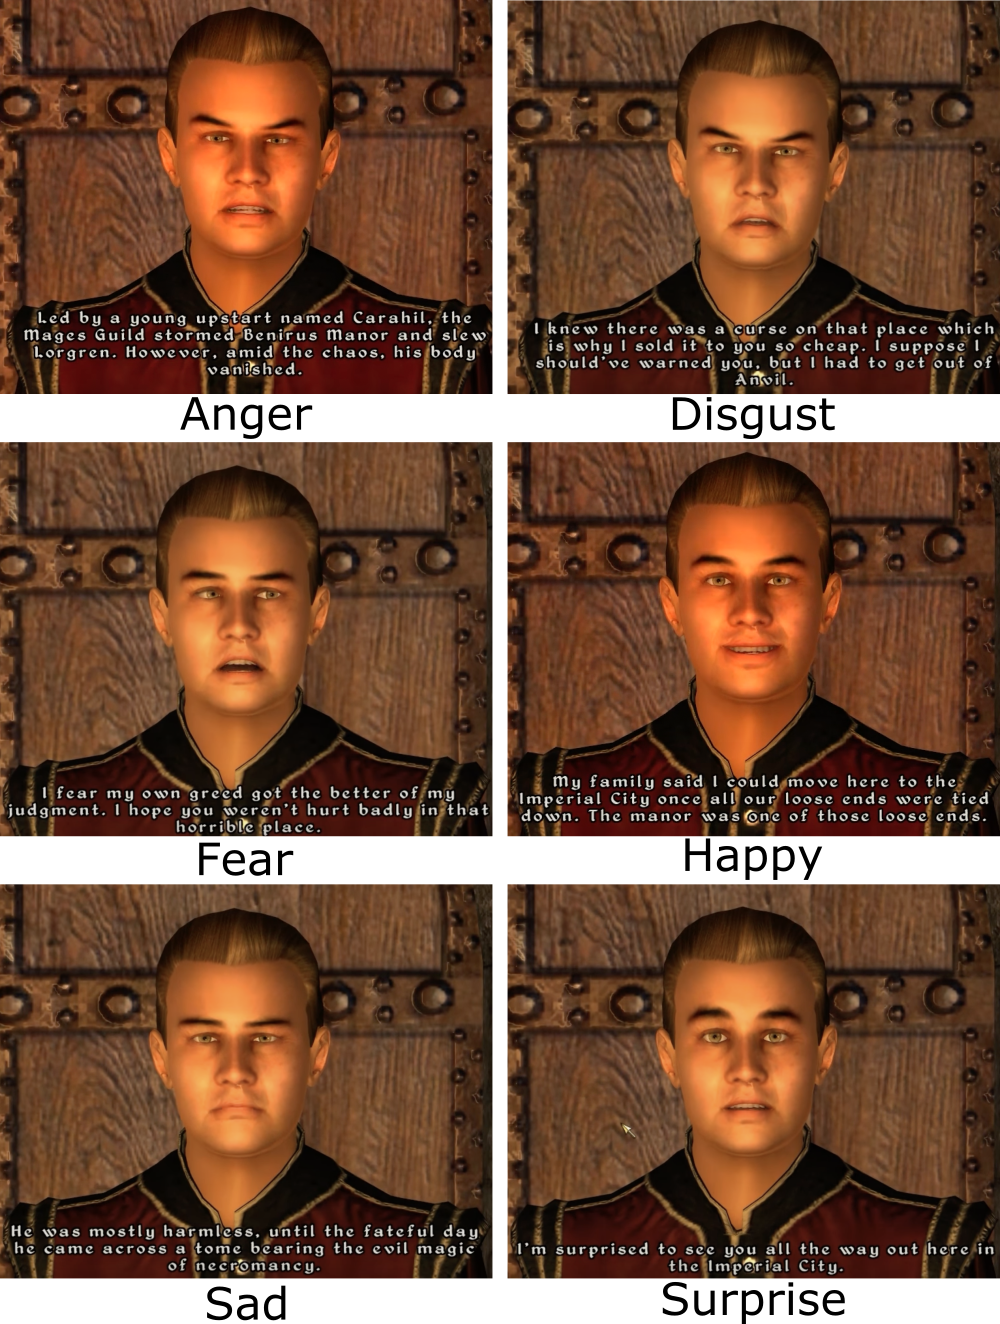 Led by a young upstart named Carahil, the
Mages Guild stormed Benirus Manor and slew
Lorgren. However, amid the chaos, his body
vanished.
Anger
I knew there was a curse on that place which
is why I sold it to you so cheap. I suppose I
should've warned you, but I had to get out of
Anvil.
Disgust
I fear my own greed got the better of my
judgment. I hope you weren't hurt badly in that
horrible place.
Fear
My family said I could move here to the
Imperial City once all our loose ends were tied
down. The manor was one of those loose ends.
Happy
He was mostly harmless, until the fateful day
he came across a tome bearing the evil magic
of necromancy.
Sad
I'm surprised to see you all the way out here in
the Imperial City.
Surprise